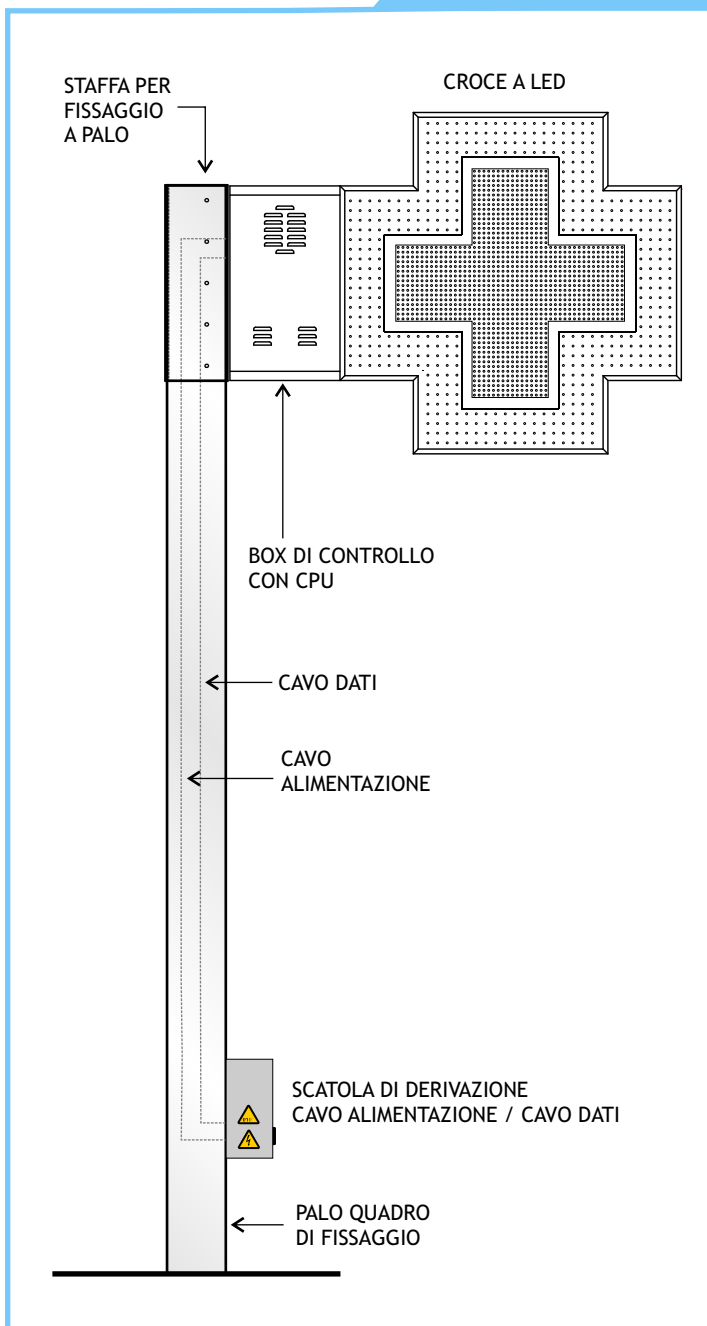 STAFFA PER
FISSAGGIO
A PALO
CROCE A LED
BOX DI CONTROLLO
CON CPU
CAVO DATI
CAVO
ALIMENTAZIONE
SCATOLA DI DERIVAZIONE
CAVO ALIMENTAZIONE / CAVO DATI
PALO QUADRO
DI FISSAGGIO